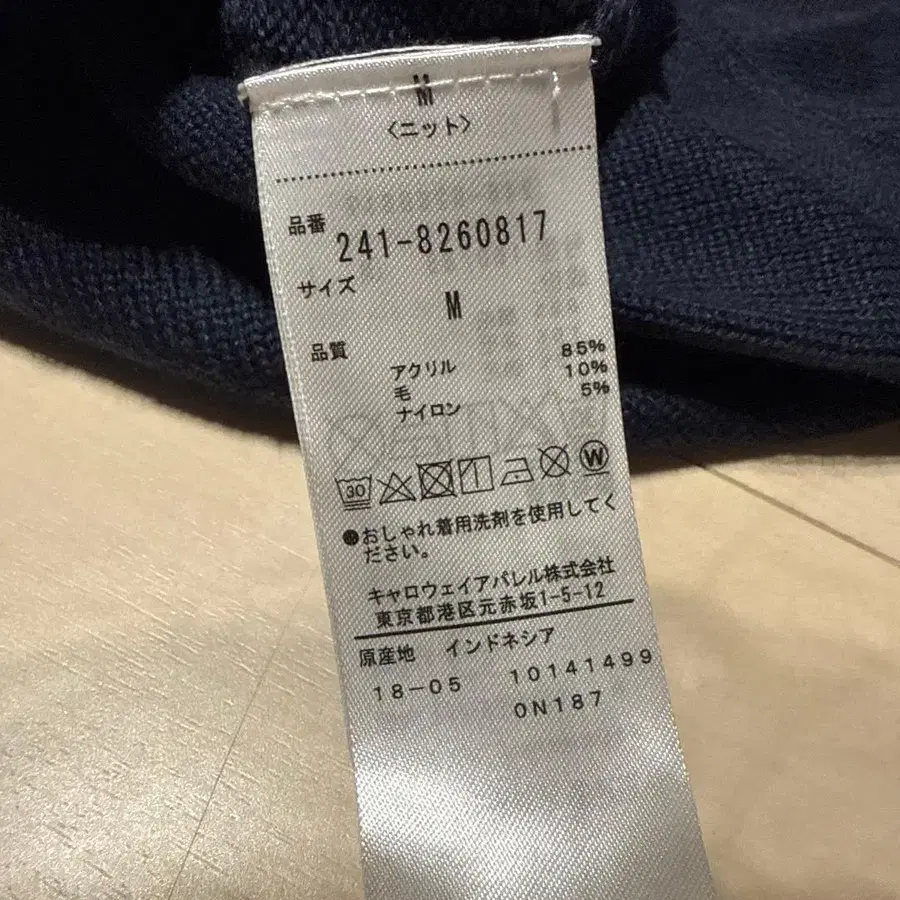 M
〈ニット〉
品番
241-8260817
サイズ
M
品質
アクリル 85%
毛 10%
ナイロン 5%
30 W
●おしゃれ着用洗剤を使用してく
ださい。
キャロウェイアパレル株式会社
東京都港区元赤坂1-5-12
原産地 インドネシア
18-05 10141499
0N187